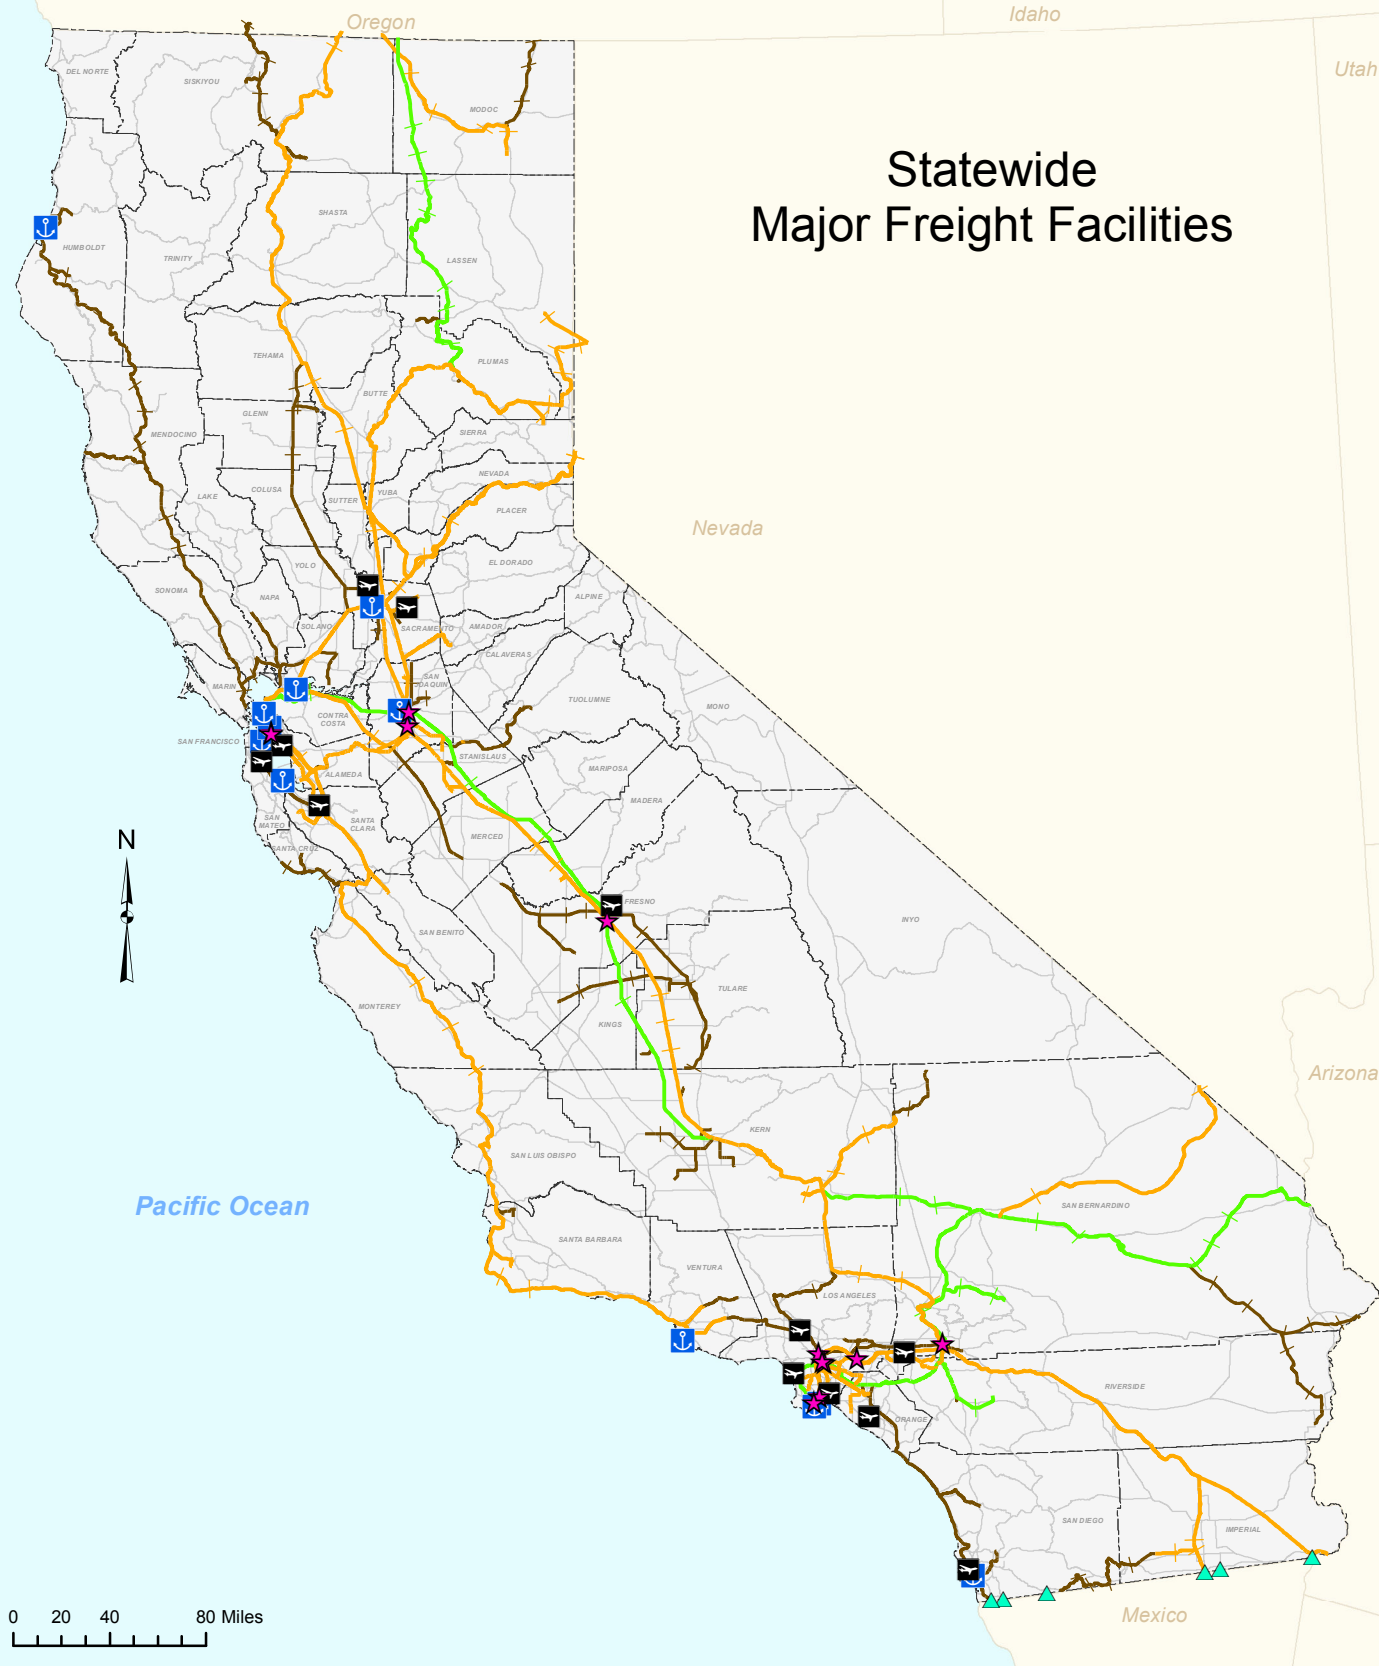 Oregon
Idaho
Utah
DEL NORTE
SISKIYOU
MODOC
Statewide
Major Freight Facilities
SHASTA
HUMBOLDT
TRINITY
LASSEN
TEHAMA
PLUMAS
BUTTE
GLENN
MENDOCINO
SIERRA
NEVADA
LAKE
COLUSA
SUTTER
YUBA
PLACER
Nevada
YOLO
EL DORADO
SONOMA
NAPA
ALPINE
SOLANO
SACRAMENTO
AMADOR
CALAVERAS
MARIN
SAN
JOAQUIN
TUOLUMNE
MONO
CONTRA
COSTA
SAN FRANCISCO
STANISLAUS
MARIPOSA
ALAMEDA
MADERA
SAN
MATEO
SANTA
CLARA
MERCED
N
SANTA CRUZ
FRESNO
INYO
SAN BENITO
TULARE
MONTEREY
KINGS
Arizona
KERN
SAN LUIS OBISPO
Pacific Ocean
SAN BERNARDINO
SANTA BARBARA
VENTURA
LOS ANGELES
RIVERSIDE
ORANGE
SAN DIEGO
IMPERIAL
Mexico
0 20 40 80 Miles